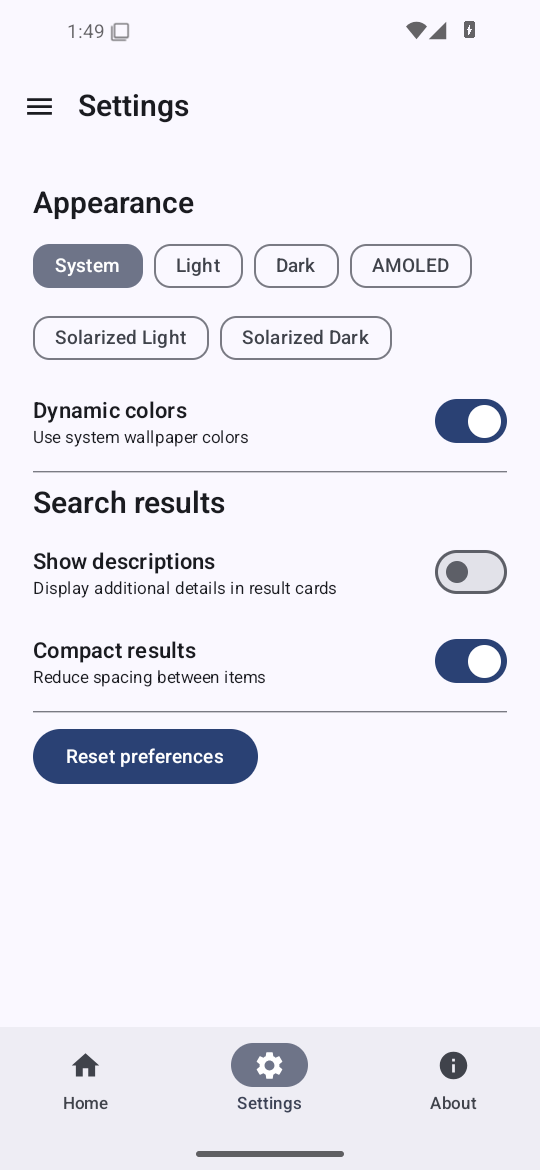 1:49
Settings
Appearance
System Light Dark AMOLED
Solarized Light Solarized Dark
Dynamic colors
Use system wallpaper colors
Search results
Show descriptions
Display additional details in result cards
Compact results
Reduce spacing between items
Reset preferences
Home Settings About